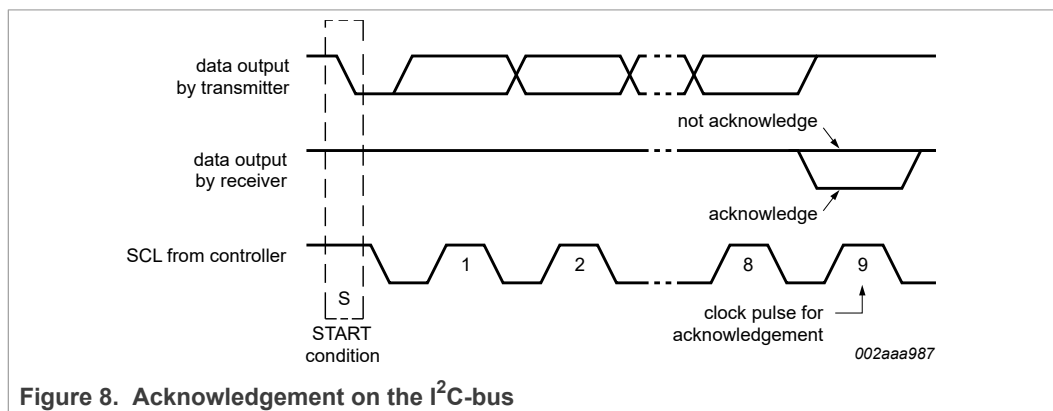 data output
by transmitter
not acknowledge
data output
by receiver
acknowledge
SCL from controller
1
2
8
9
S
START
condition
clock pulse for
acknowledgement
002aaa987
Figure 8. Acknowledgement on the I²C-bus